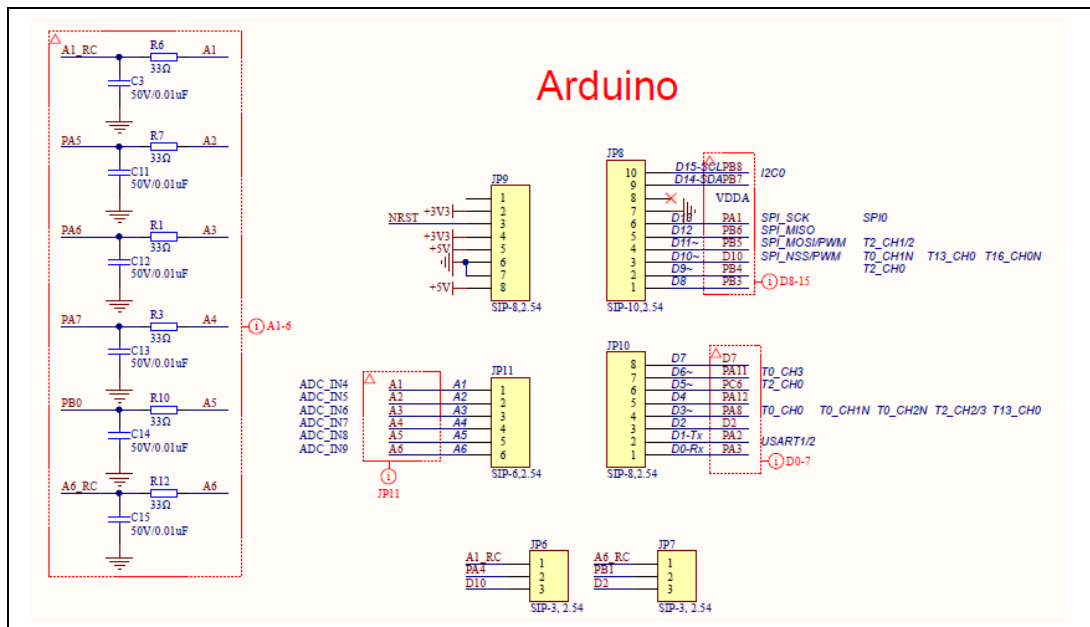 Arduino
A1_RC R6 A1
33Ω
C3
50V/0.01uF
PA5 R7 A2
33Ω
C11
50V/0.01uF
PA6 R1 A3
33Ω
C12
50V/0.01uF
PA7 R3 A4
33Ω
C13
50V/0.01uF
PB0 R10 A5
33Ω
C14
50V/0.01uF
A6_RC R12 A6
33Ω
C15
50V/0.01uF
i A1-6
JP9
1
+3V3 2
NRST 3
+3V3 4
+5V 5
6
7
+5V 8
SIP-8,2.54
JP8
10 D15-SCL PB8 I2C0
9 D14-SDA PB7
8 VDDA
7
6 D13 PA1 SPI_SCK SPI0
5 D12 PB6 SPI_MISO
4 D11~ PB5 SPI_MOSI/PWM T2_CH1/2
3 D10~ D10 SPI_NSS/PWM T0_CH1N T13_CH0 T16_CH0N
2 D9~ PB4 T2_CH0
1 D8 PB3
SIP-10,2.54
i D8-15
JP11
ADC_IN4 A1 A1 1
ADC_IN5 A2 A2 2
ADC_IN6 A3 A3 3
ADC_IN7 A4 A4 4
ADC_IN8 A5 A5 5
ADC_IN9 A6 A6 6
SIP-6,2.54
i
JP11
JP10
8 D7 D7
7 D6~ PA11 T0_CH3
6 D5~ PC6 T2_CH0
5 D4 PA12
4 D3~ PA8 T0_CH0 T0_CH1N T0_CH2N T2_CH2/3 T13_CH0
3 D2 D2
2 D1-Tx PA2 USART1/2
1 D0-Rx PA3
SIP-8,2.54
i D0-7
JP6
A1_RC 1
PA4 2
D10 3
SIP-3, 2.54
JP7
A6_RC 1
PB1 2
D2 3
SIP-3, 2.54